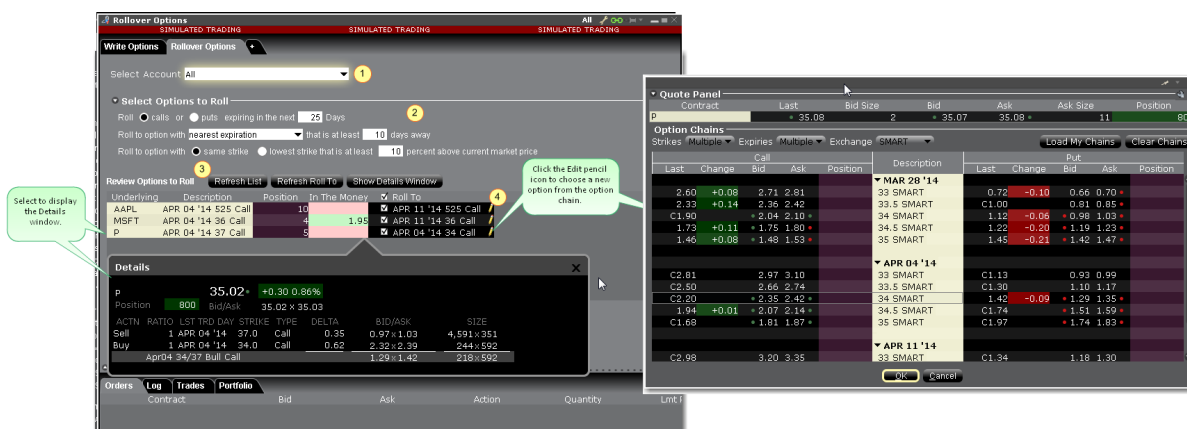 Rollover Options All
SIMULATED TRADING SIMULATED TRADING SIMULATED TRADING
Write Options Rollover Options +
Select Account All 1
Select Options to Roll
Roll calls or puts expiring in the next 25 Days 2
Roll to option with nearest expiration that is at least 10 days away
Roll to option with same strike lowest strike that is at least 10 percent above current market price
3
Review Options to Roll Refresh List Refresh Roll To Show Details Window
Underlying Description Position In The Money Roll To 4
AAPL APR 04 '14 525 Call 10 APR 11 '14 525 Call
MSFT APR 04 '14 36 Call 4 1.95 APR 11 '14 36 Call
P APR 04 '14 37 Call 5 APR 04 '14 34 Call
Select to display
the Details
window.
Click the Edit pencil
icon to choose a new
option from the option
chain.
Details X
P 35.02 +0.30 0.86%
Position 800 Bid/Ask 35.02 X 35.03
ACTN RATIO LST TRD DAY STRIKE TYPE DELTA BID/ASK SIZE
Sell 1 APR 04 '14 37.0 Call 0.35 0.97 x 1.03 4,591 x 351
Buy 1 APR 04 '14 34.0 Call 0.62 2.32 x 2.39 244 x 592
Apr04 34/37 Bull Call 1.29 x 1.42 218 x 592
Orders Log Trades Portfolio
Contract Bid Ask Action Quantity Lmt
Quote Panel
Contract Last Bid Size Bid Ask Ask Size Position
P 35.08 2 35.07 35.08 11 80
Option Chains
Strikes Multiple Expiries Multiple Exchange SMART Load My Chains Clear Chains
Call Description Put
Last Change Bid Ask Position Last Change Bid Ask Position
MAR 28 '14
2.60 +0.08 2.71 2.81 33 SMART 0.72 -0.10 0.66 0.70
2.33 +0.14 2.36 2.42 33.5 SMART C1.00 0.81 0.85
C1.90 2.04 2.10 34 SMART 1.12 -0.06 0.98 1.03
1.73 +0.11 1.75 1.80 34.5 SMART 1.22 -0.20 1.19 1.23
1.46 +0.08 1.48 1.53 35 SMART 1.45 -0.21 1.42 1.47
APR 04 '14
C2.81 2.97 3.10 33 SMART C1.13 0.93 0.99
C2.50 2.66 2.74 33.5 SMART C1.30 1.10 1.17
C2.20 2.35 2.42 34 SMART 1.42 -0.09 1.29 1.35
1.94 +0.01 2.07 2.14 34.5 SMART C1.74 1.51 1.59
C1.68 1.81 1.87 35 SMART C1.97 1.74 1.83
APR 11 '14
C2.98 3.20 3.35 33 SMART C1.34 1.18 1.30
OK Cancel